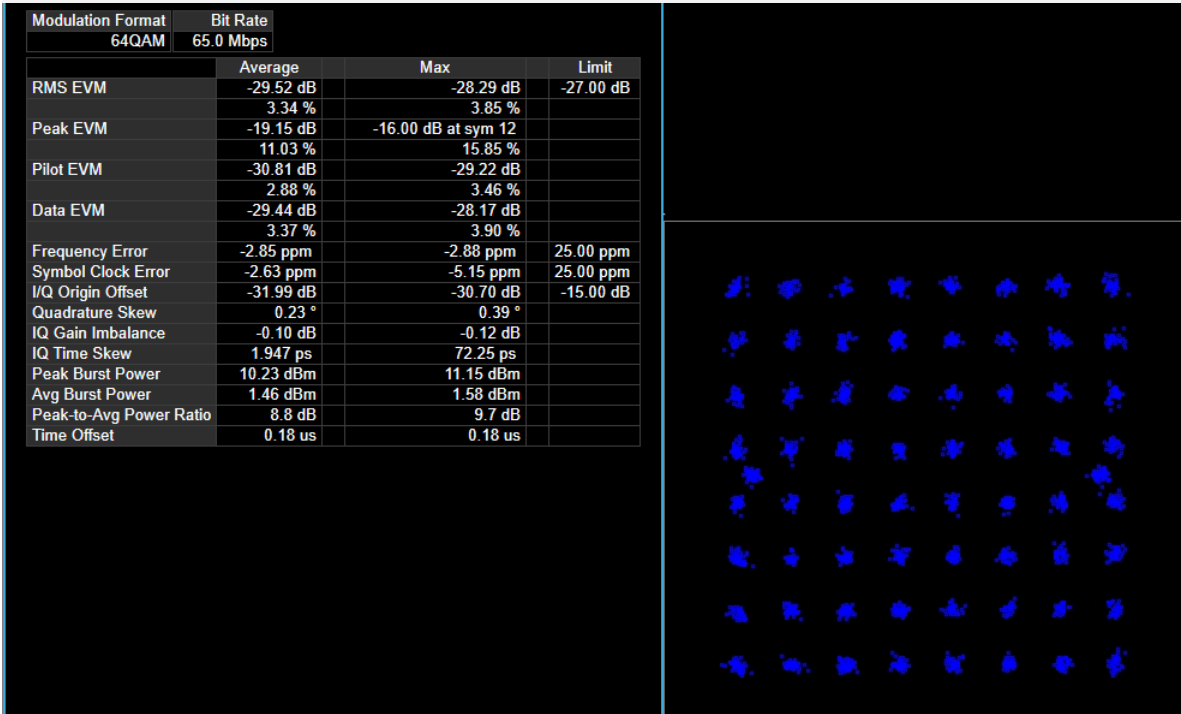 Modulation Format Bit Rate
64QAM 65.0 Mbps
Average Max Limit
RMS EVM -29.52 dB -28.29 dB -27.00 dB
3.34 % 3.85 %
Peak EVM -19.15 dB -16.00 dB at sym 12
11.03 % 15.85 %
Pilot EVM -30.81 dB -29.22 dB
2.88 % 3.46 %
Data EVM -29.44 dB -28.17 dB
3.37 % 3.90 %
Frequency Error -2.85 ppm -2.88 ppm 25.00 ppm
Symbol Clock Error -2.63 ppm -5.15 ppm 25.00 ppm
I/Q Origin Offset -31.99 dB -30.70 dB -15.00 dB
Quadrature Skew 0.23 ° 0.39 °
IQ Gain Imbalance -0.10 dB -0.12 dB
IQ Time Skew 1.947 ps 72.25 ps
Peak Burst Power 10.23 dBm 11.15 dBm
Avg Burst Power 1.46 dBm 1.58 dBm
Peak-to-Avg Power Ratio 8.8 dB 9.7 dB
Time Offset 0.18 us 0.18 us